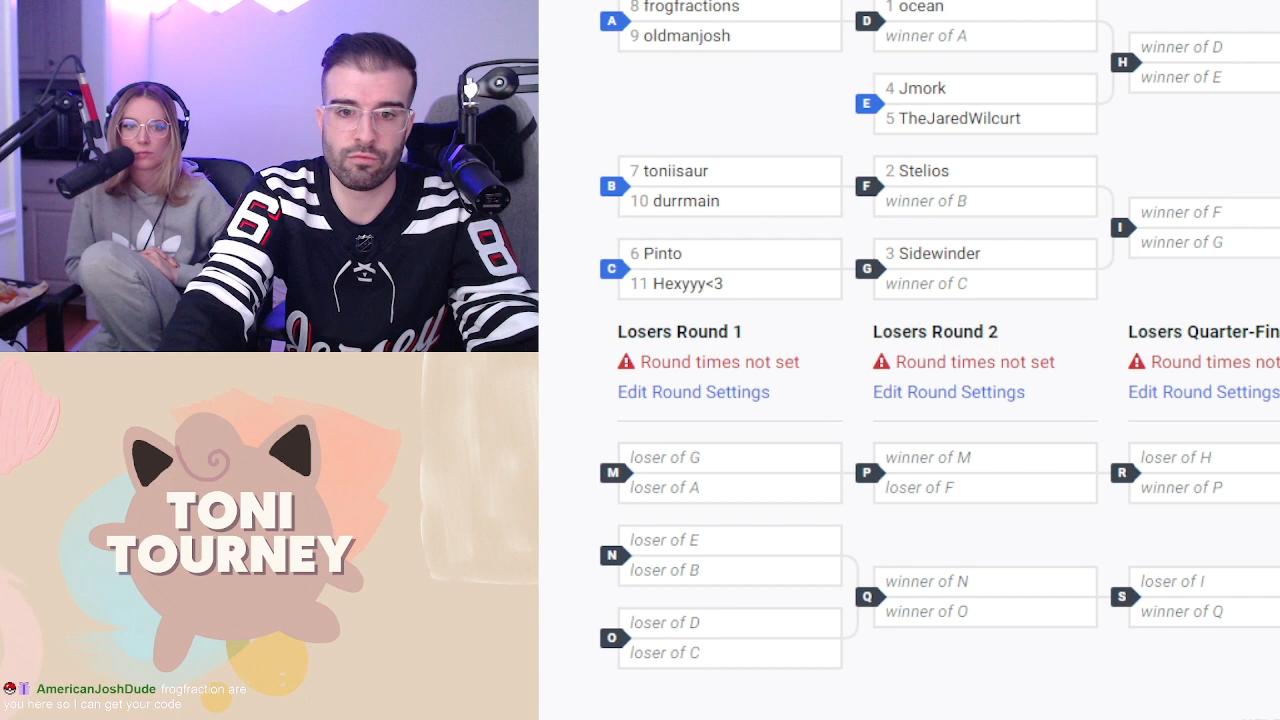 6
8
Jersey
TONI
TOURNEY
AmericanJoshDude frogfraction are
you here so I can get your code
A
8 frogfractions
9 oldmanjosh
D
1 ocean
winner of A
H
winner of D
winner of E
E
4 Jmork
5 TheJaredWilcurt
B
7 toniisaur
10 durrmain
F
2 Stelios
winner of B
I
winner of F
winner of G
C
6 Pinto
11 Hexyyy<3
G
3 Sidewinder
winner of C
Losers Round 1
Round times not set
Edit Round Settings
Losers Round 2
Round times not set
Edit Round Settings
Losers Quarter-Fin
Round times not
Edit Round Settings
M
loser of G
loser of A
P
winner of M
loser of F
R
loser of H
winner of P
N
loser of E
loser of B
Q
winner of N
winner of O
S
loser of I
winner of Q
O
loser of D
loser of C